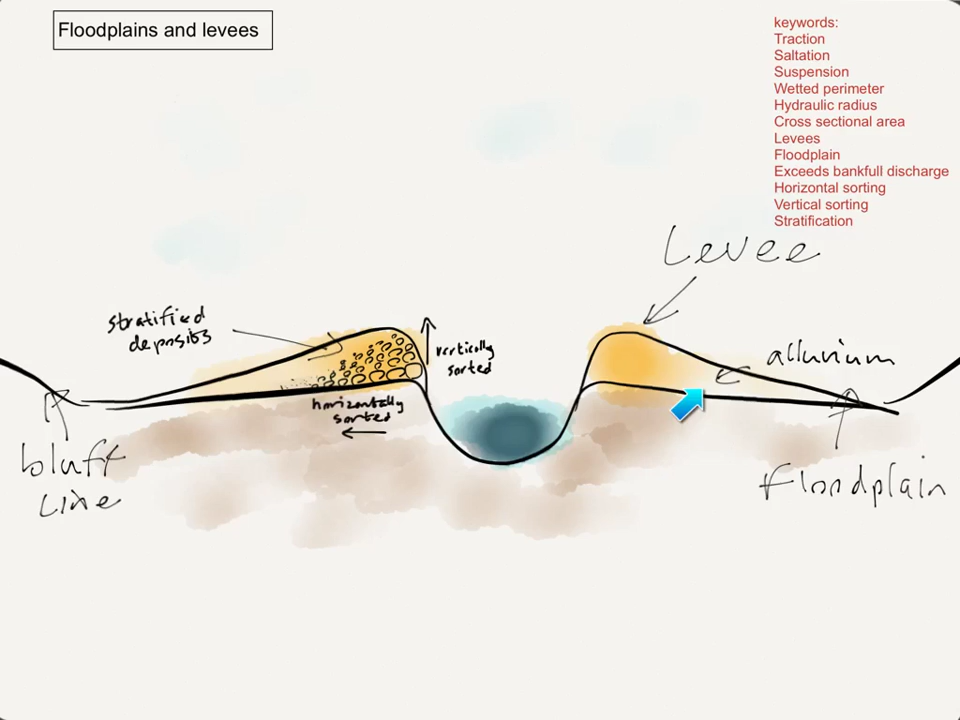 Floodplains and levees
keywords:
Traction
Saltation
Suspension
Wetted perimeter
Hydraulic radius
Cross sectional area
Levees
Floodplain
Exceeds bankfull discharge
Horizontal sorting
Vertical sorting
Stratification
Levee
stratified
deposits
vertically
sorted
alluvium
horizontally
sorted
bluff
Line
floodplain